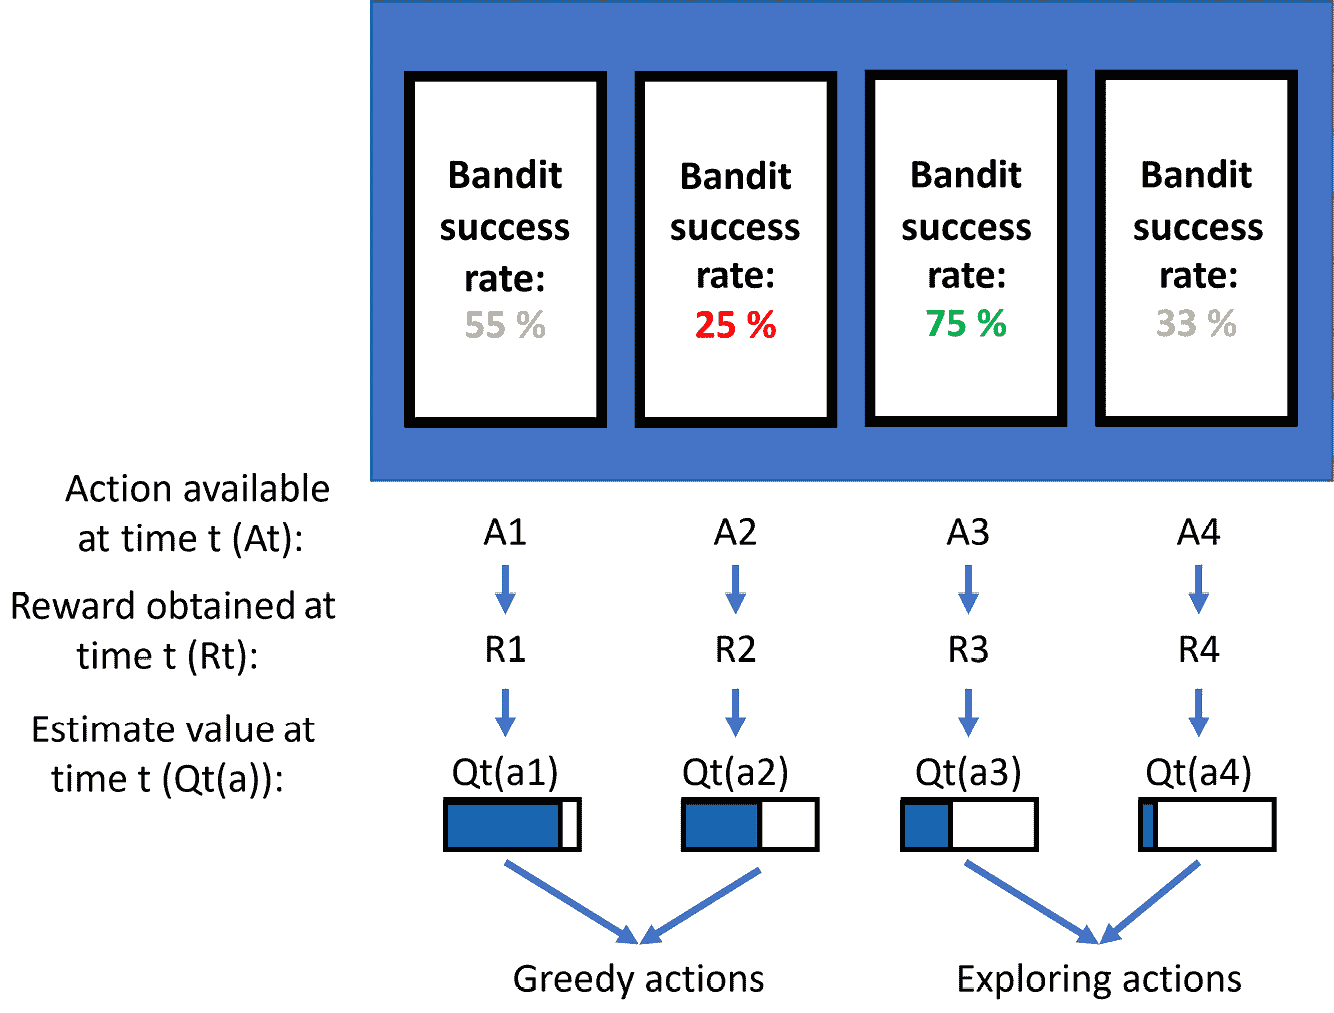 Bandit
success
rate:
55 %
Bandit
success
rate:
25 %
Bandit
success
rate:
75 %
Bandit
success
rate:
33 %
Action available
at time t (At):
A1 A2 A3 A4
Reward obtained at
time t (Rt):
R1 R2 R3 R4
Estimate value at
time t (Qt(a)):
Qt(a1) Qt(a2) Qt(a3) Qt(a4)
Greedy actions
Exploring actions